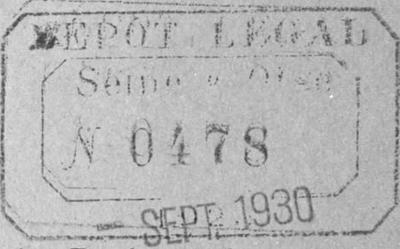 DEPOT LEGAL
Seine & Oise
N 0478
- SEPT. 1930